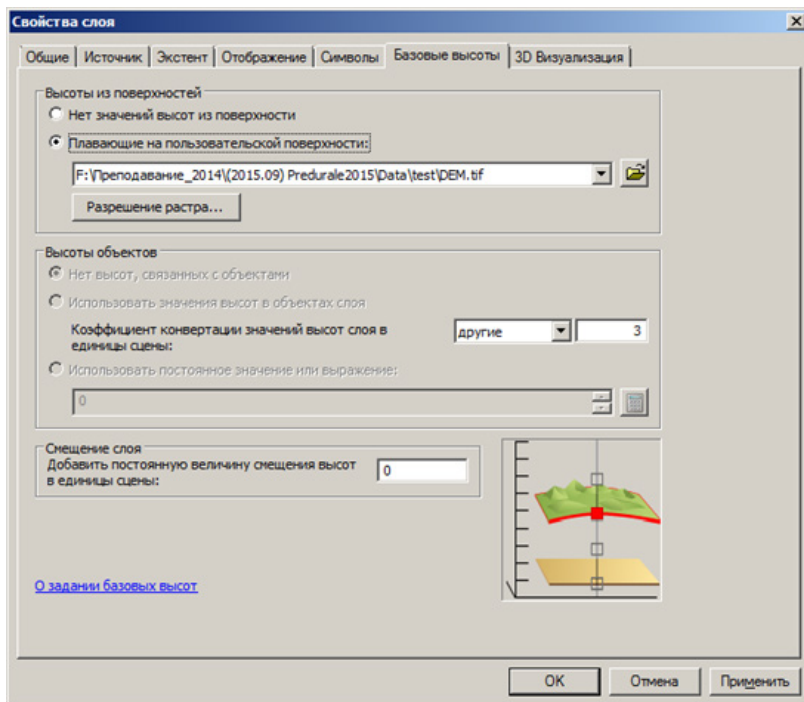 Свойства слоя
Общие
Источник
Экстент
Отображение
Символы
Базовые высоты
3D Визуализация
Высоты из поверхностей
Нет значений высот из поверхности
Плавающие на пользовательской поверхности:
F:\Преподавание_2014\(2015.09) Predurale2015\Data\test\DEM.tif
Разрешение растра...
Высоты объектов
Нет высот, связанных с объектами
Использовать значения высот в объектах слоя
Коэффициент конвертации значений высот слоя в
единицы сцены:
другие
3
Использовать постоянное значение или выражение:
0
Смещение слоя
Добавить постоянную величину смещения высот
в единицы сцены:
0
О задании базовых высот
OK
Отмена
Применить